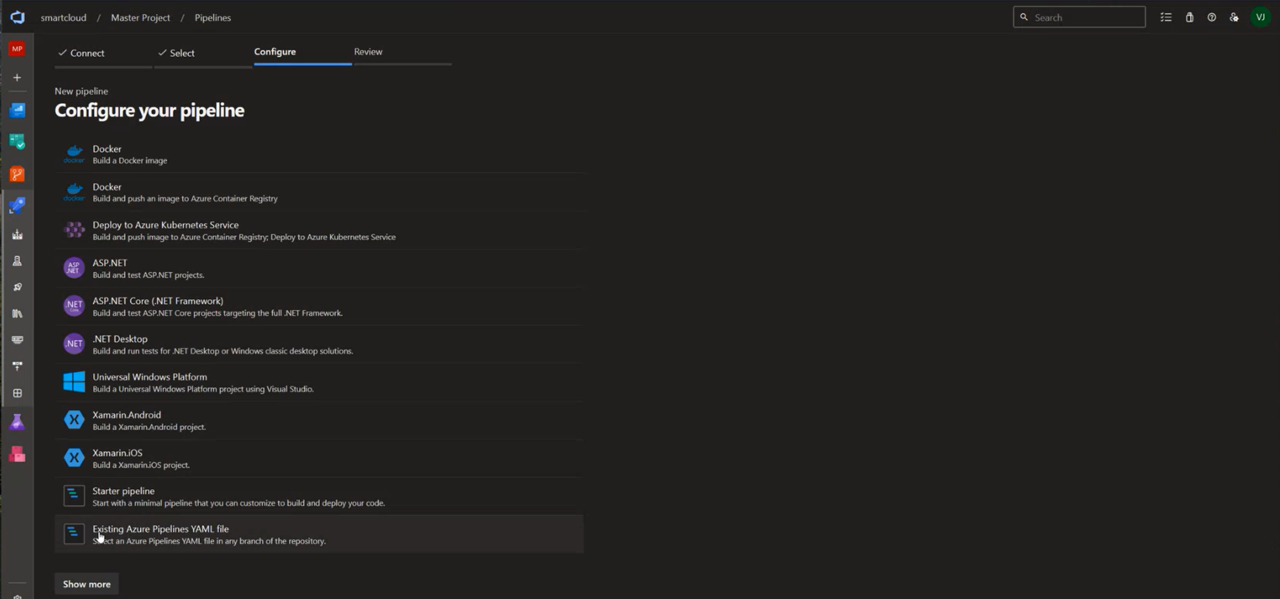 smartcloud / Master Project / Pipelines
Search
VJ
MP
Connect
Select
Configure
Review
New pipeline
Configure your pipeline
docker
Docker
Build a Docker image
docker
Docker
Build and push an image to Azure Container Registry
Deploy to Azure Kubernetes Service
Build and push image to Azure Container Registry; Deploy to Azure Kubernetes Service
ASP.NET
Build and test ASP.NET projects.
ASP
.NET
ASP.NET Core (.NET Framework)
Build and test ASP.NET Core projects targeting the full .NET Framework.
.NET
Core
.NET Desktop
Build and run tests for .NET Desktop or Windows classic desktop solutions.
.NET
Universal Windows Platform
Build a Universal Windows Platform project using Visual Studio.
Xamarin.Android
Build a Xamarin.Android project.
Xamarin.iOS
Build a Xamarin.iOS project.
Starter pipeline
Start with a minimal pipeline that you can customize to build and deploy your code.
Existing Azure Pipelines YAML file
Select an Azure Pipelines YAML file in any branch of the repository.
Show more